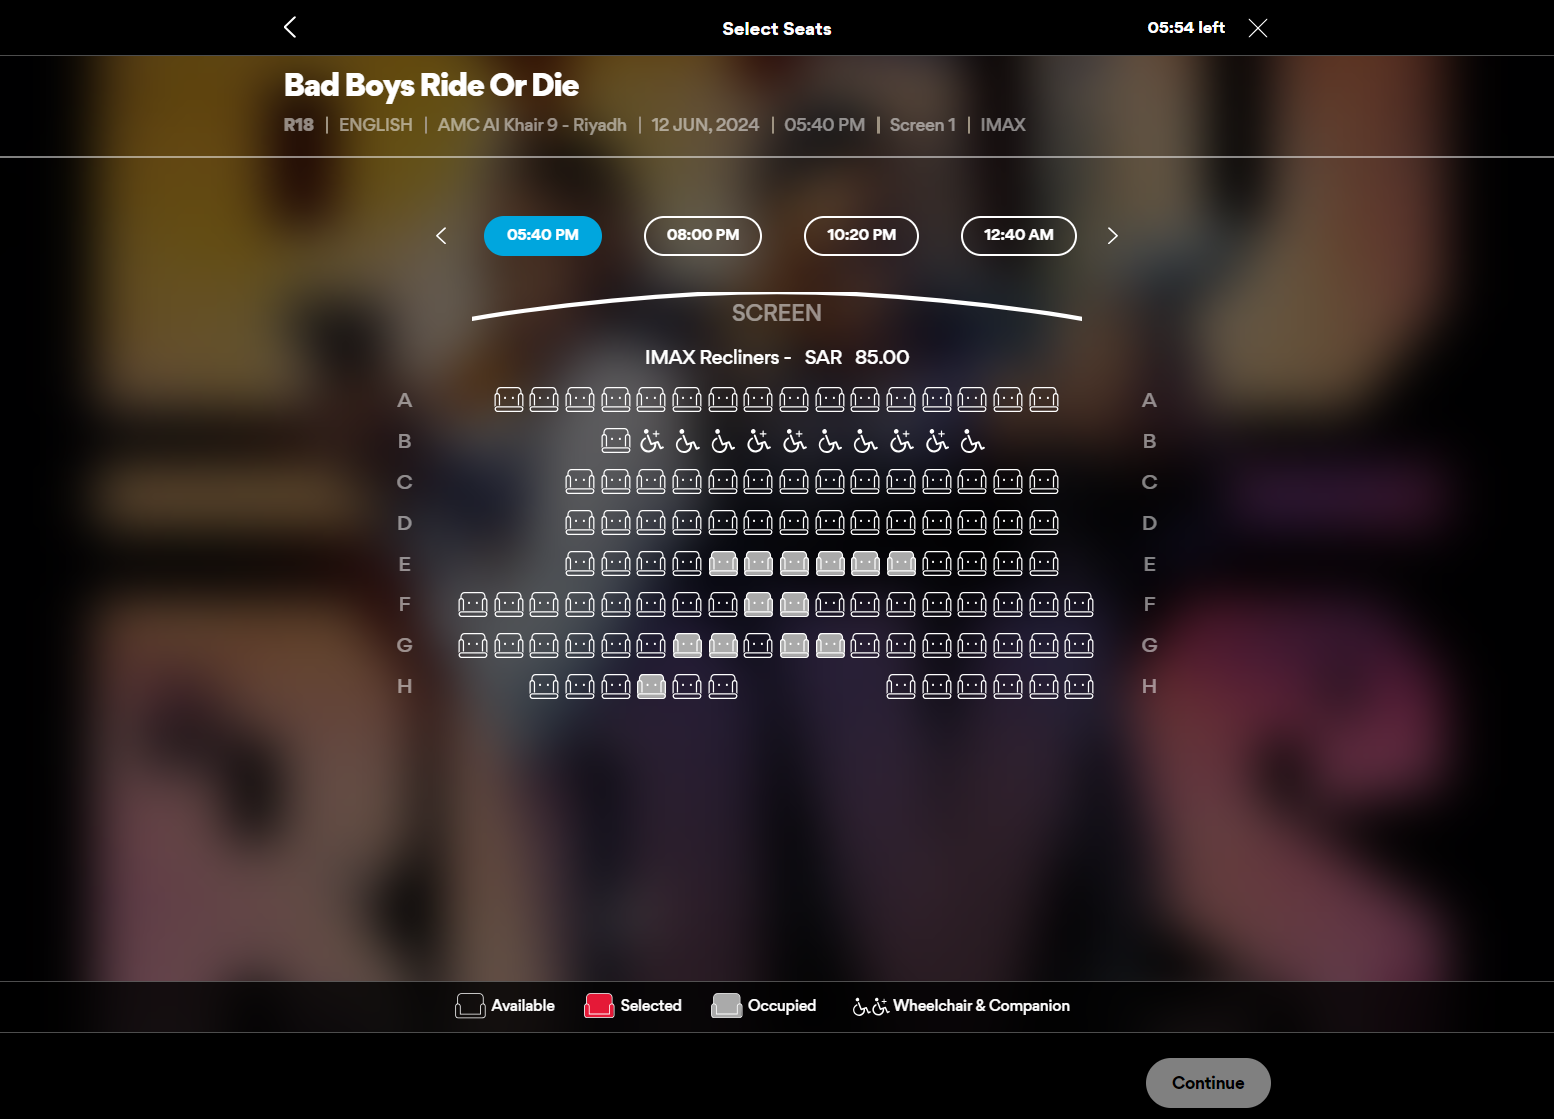 Select Seats
05:54 left
Bad Boys Ride Or Die
R18 | ENGLISH | AMC Al Khair 9 - Riyadh | 12 JUN, 2024 | 05:40 PM | Screen 1 | IMAX
05:40 PM 08:00 PM 10:20 PM 12:40 AM
SCREEN
IMAX Recliners - SAR 85.00
A A
B B
C C
D D
E E
F F
G G
H H
Available Selected Occupied Wheelchair & Companion
Continue